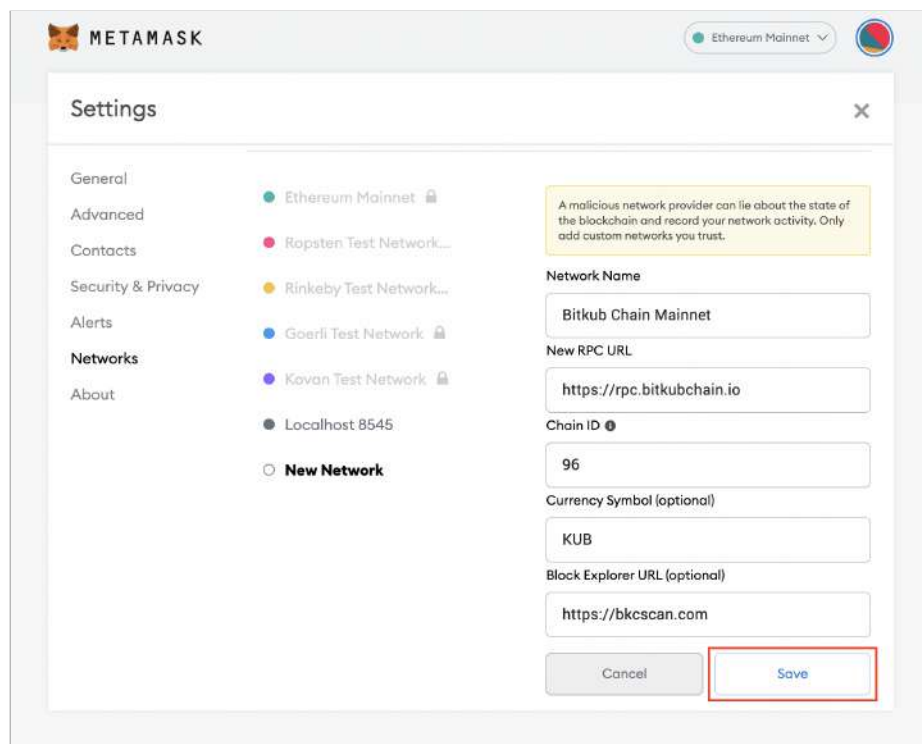 METAMASK
Ethereum Mainnet
Settings
General
Advanced
Contacts
Security & Privacy
Alerts
Networks
About
Ethereum Mainnet
Ropsten Test Network...
Rinkeby Test Network...
Goerli Test Network
Kovan Test Network
Localhost 8545
New Network
A malicious network provider can lie about the state of
the blockchain and record your network activity. Only
add custom networks you trust.
Network Name
Bitkub Chain Mainnet
New RPC URL
https://rpc.bitkubchain.io
Chain ID
96
Currency Symbol (optional)
KUB
Block Explorer URL (optional)
https://bkcscan.com
Cancel
Save